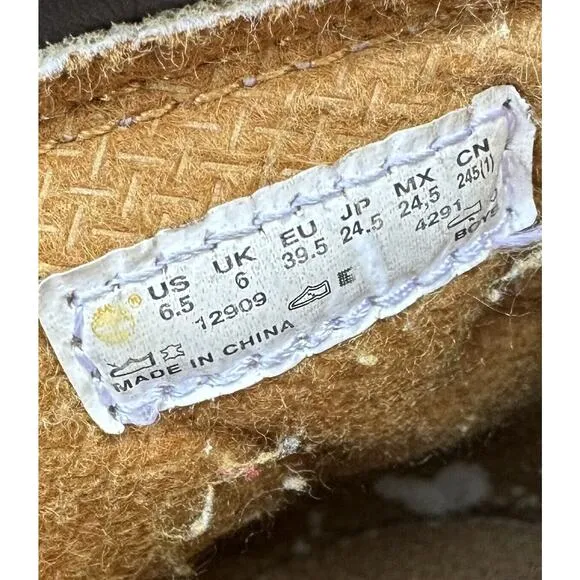 US UK EU JP MX CN
6.5 6 39.5 24.5 24,5 245(1)
12909 4291
MADE IN CHINA